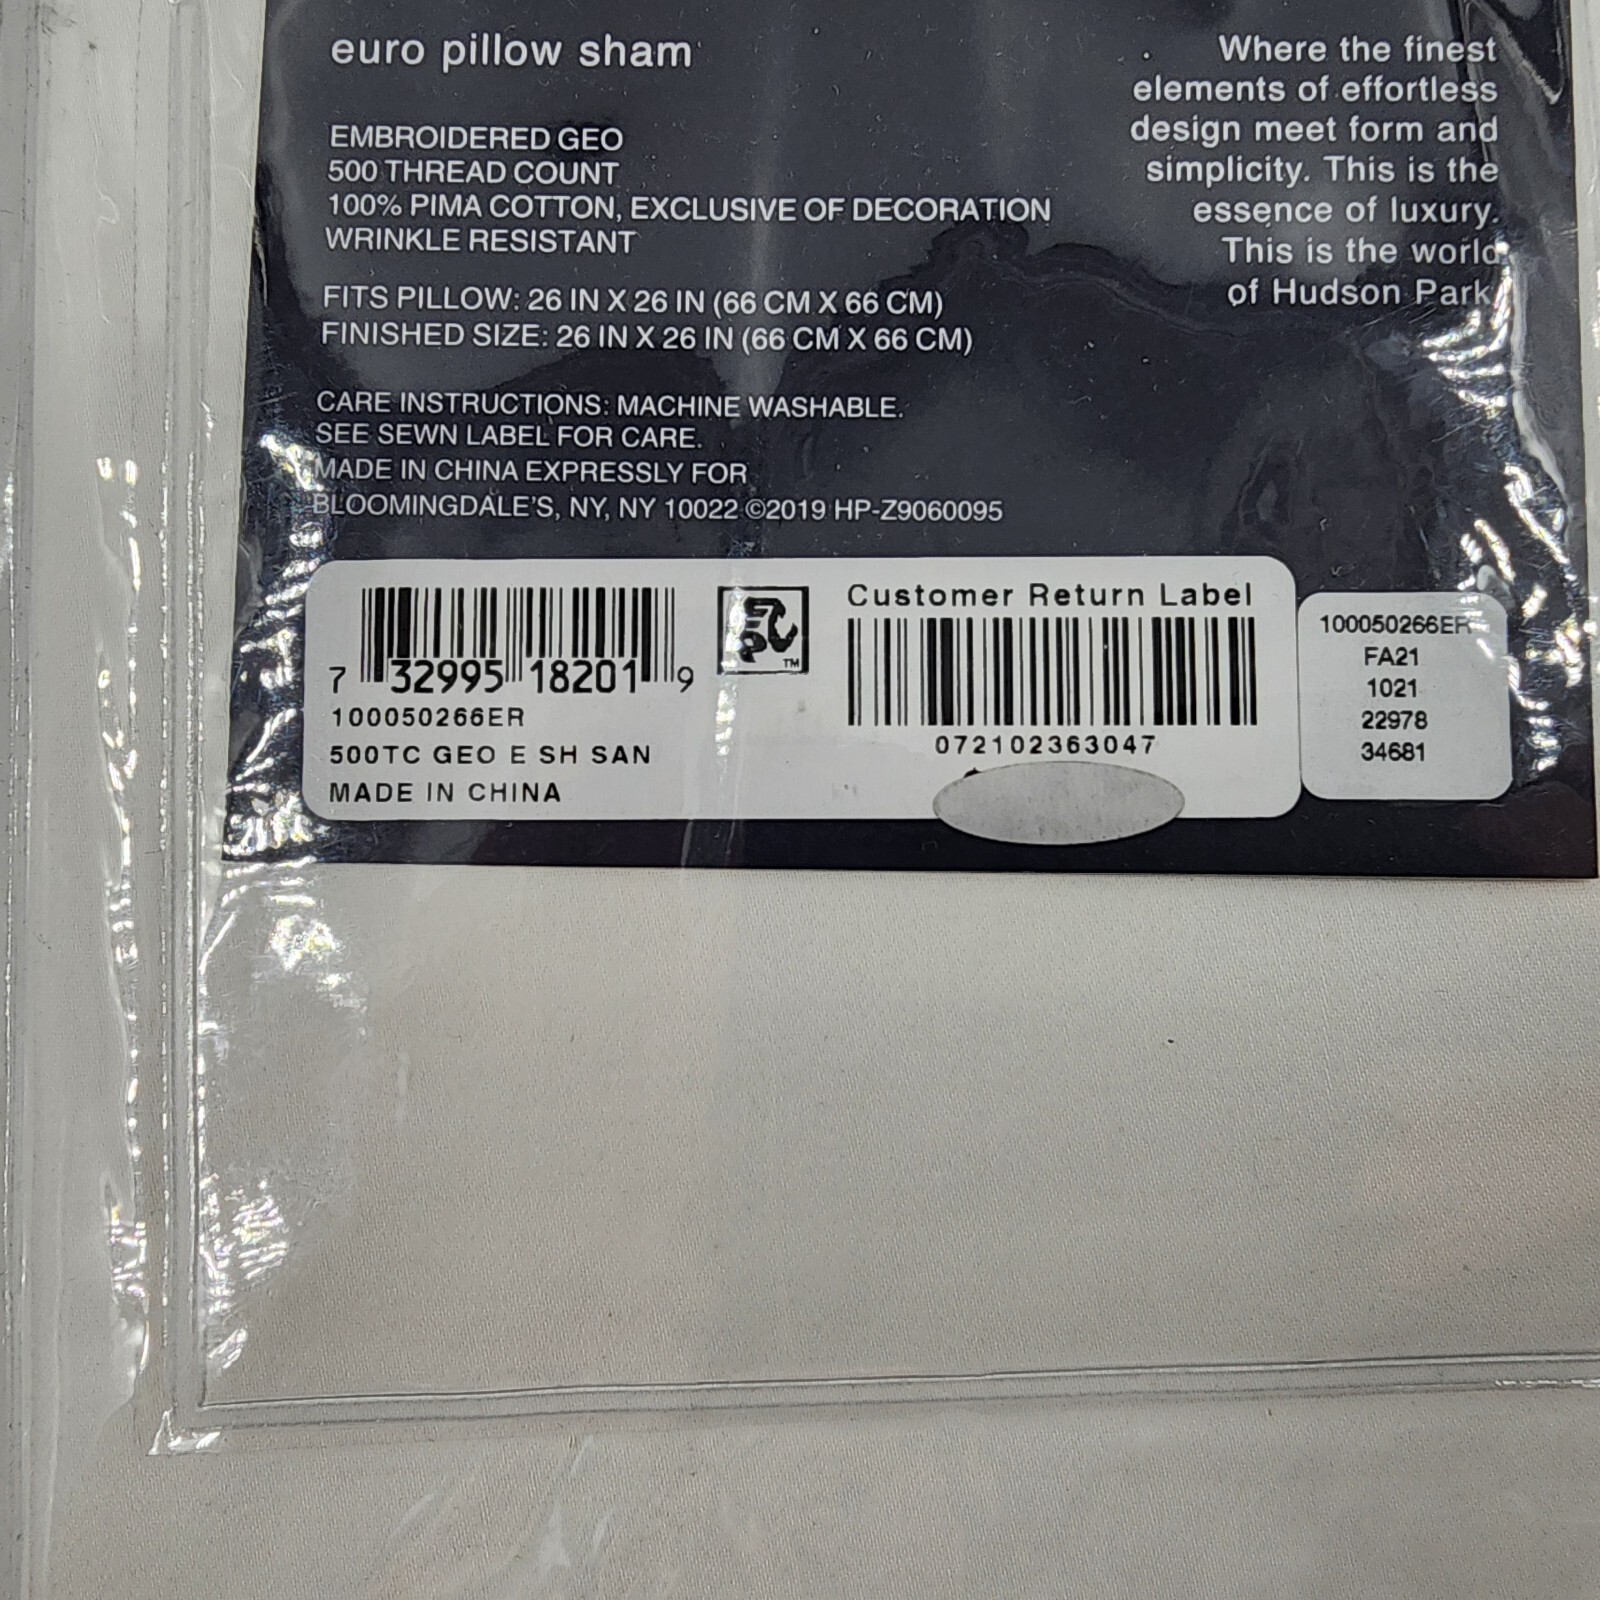 euro pillow sham
EMBROIDERED GEO
500 THREAD COUNT
100% PIMA COTTON, EXCLUSIVE OF DECORATION
WRINKLE RESISTANT
FITS PILLOW: 26 IN X 26 IN (66 CM X 66 CM)
FINISHED SIZE: 26 IN X 26 IN (66 CM X 66 CM)
CARE INSTRUCTIONS: MACHINE WASHABLE.
SEE SEWN LABEL FOR CARE.
MADE IN CHINA EXPRESSLY FOR
BLOOMINGDALE'S, NY, NY 10022 ©2019 HP-Z9060095
Where the finest
elements of effortless
design meet form and
simplicity. This is the
essence of luxury.
This is the world
of Hudson Park.
7 32995 18201 9
100050266ER
500TC GEO E SH SAN
MADE IN CHINA
TM
Customer Return Label
072102363047
100050266ER
FA21
1021
22978
34681